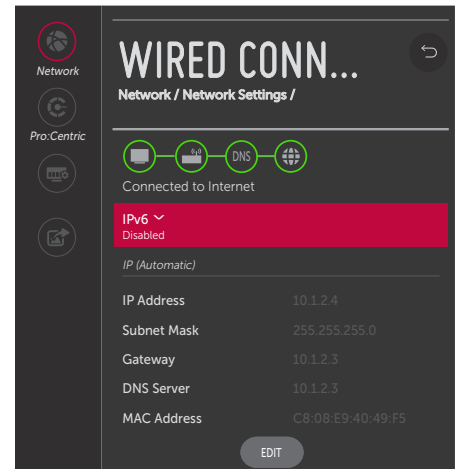 Network
Pro:Centric
WIRED CONN...
Network / Network Settings /
DNS
Connected to Internet
IPv6
Disabled
IP (Automatic)
IP Address 10.1.2.4
Subnet Mask 255.255.255.0
Gateway 10.1.2.3
DNS Server 10.1.2.3
MAC Address C8:08:E9:40:49:F5
EDIT